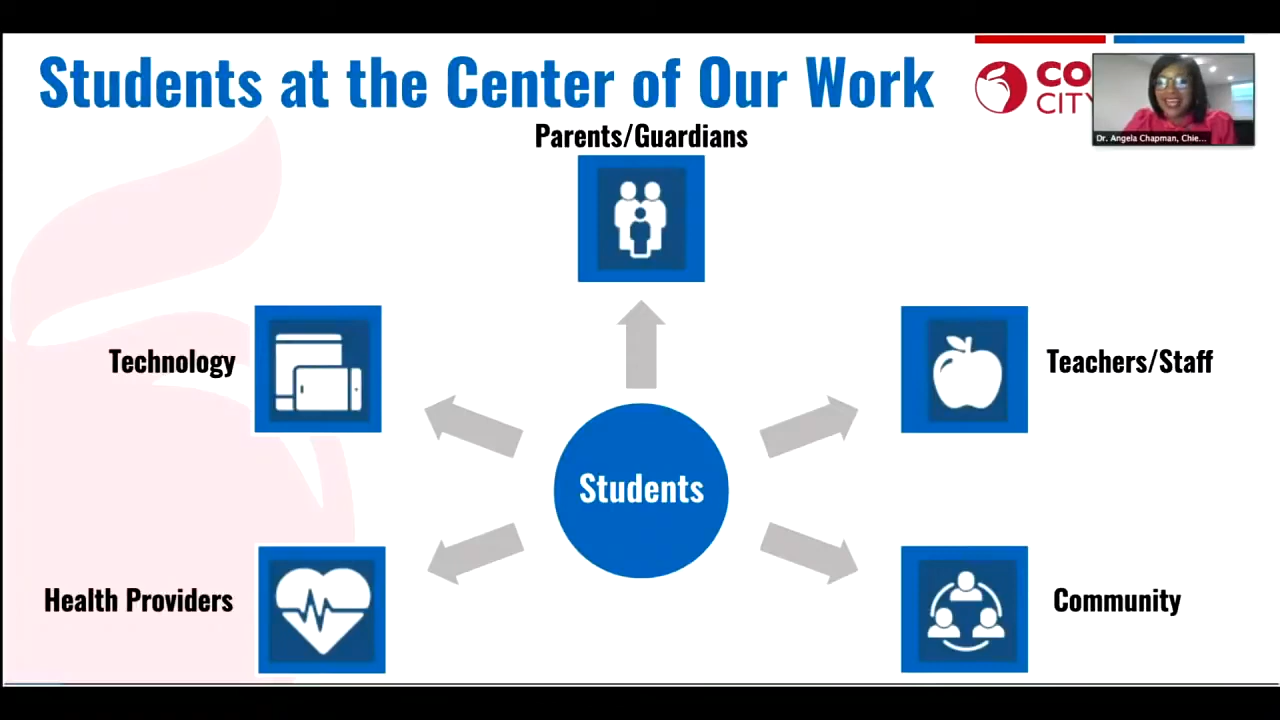 Students at the Center of Our Work
CO
CITY
Dr. Angela Chapman, Chie...
Parents/Guardians
Technology
Teachers/Staff
Students
Health Providers
Community